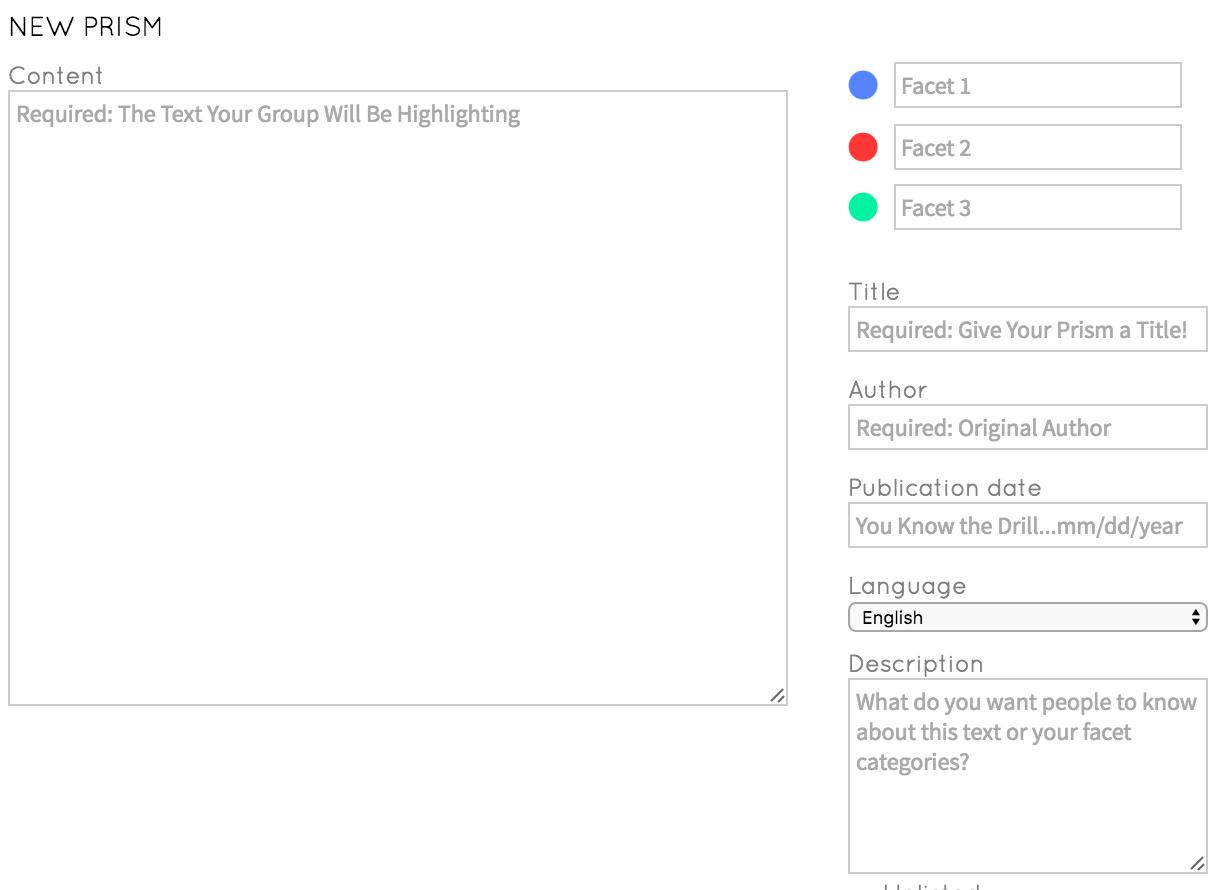 NEW PRISM
Content
Required: The Text Your Group Will Be Highlighting
Facet 1
Facet 2
Facet 3
Title
Required: Give Your Prism a Title!
Author
Required: Original Author
Publication date
You Know the Drill...mm/dd/year
Language
English
Description
What do you want people to know
about this text or your facet
categories?
Unlisted